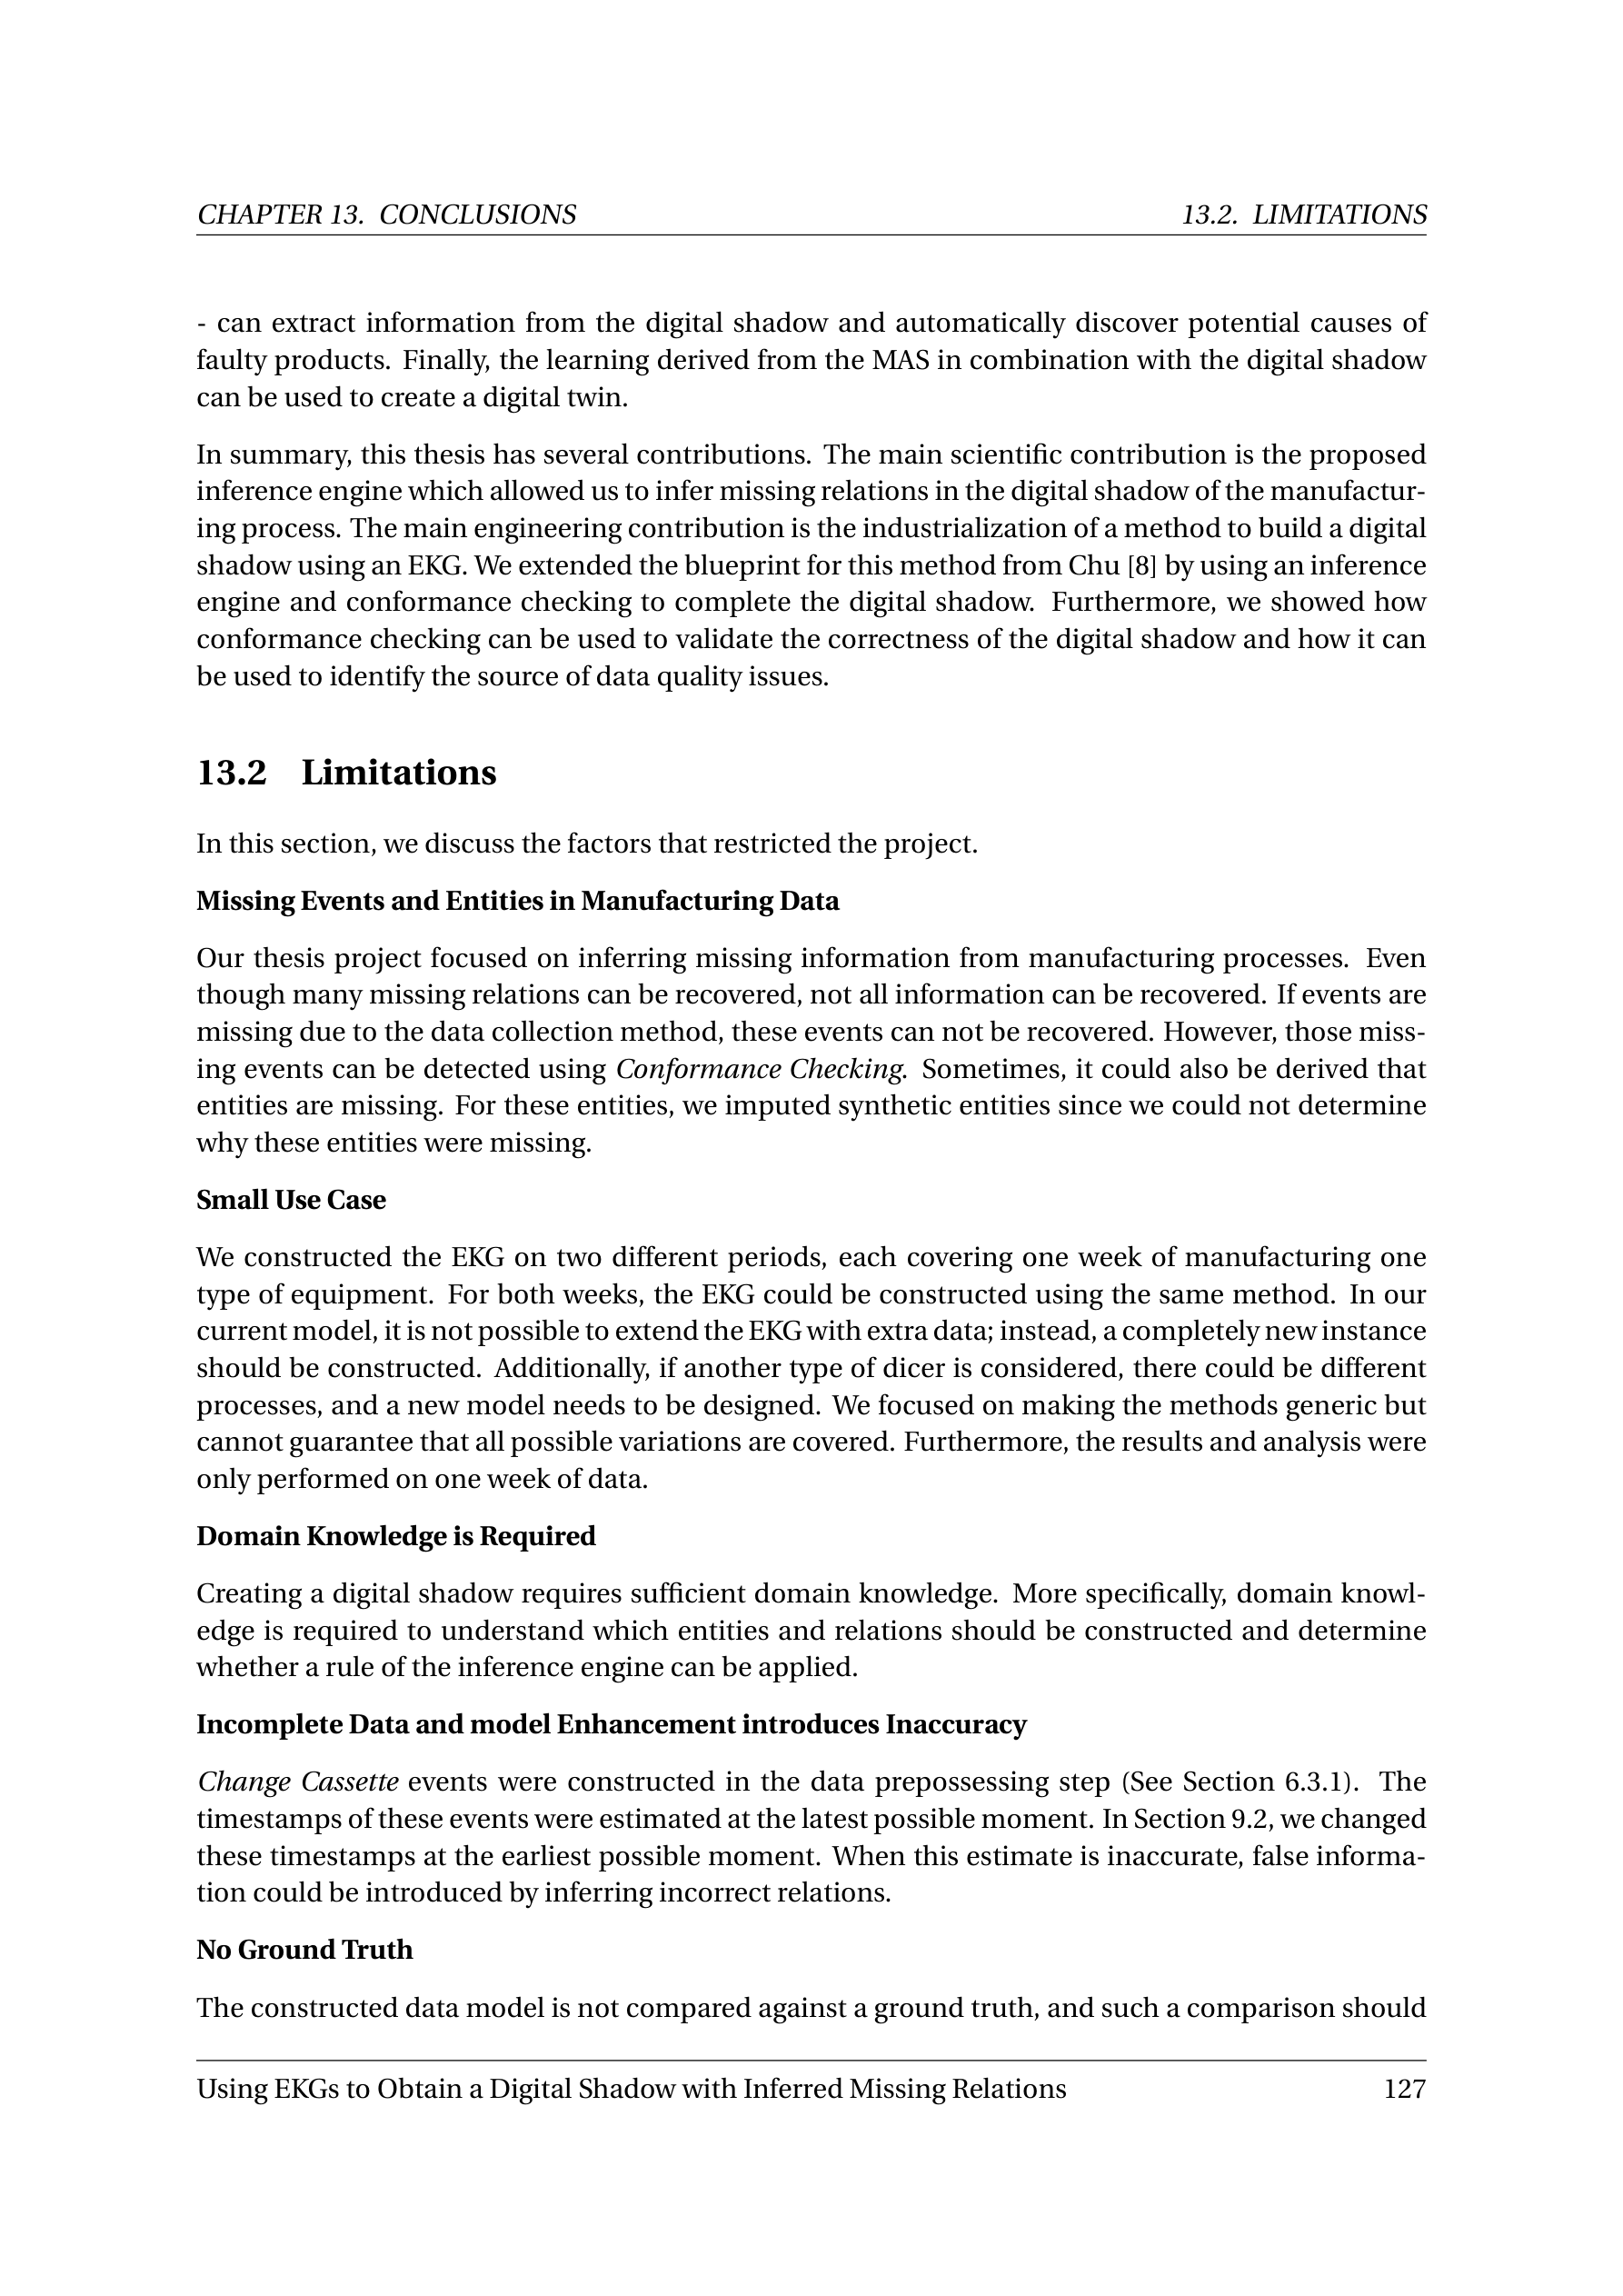 CHAPTER 13. CONCLUSIONS 13.2. LIMITATIONS
- can extract information from the digital shadow and automatically discover potential causes of
faulty products. Finally, the learning derived from the MAS in combination with the digital shadow
can be used to create a digital twin.
In summary, this thesis has several contributions. The main scientific contribution is the proposed
inference engine which allowed us to infer missing relations in the digital shadow of the manufactur-
ing process. The main engineering contribution is the industrialization of a method to build a digital
shadow using an EKG. We extended the blueprint for this method from Chu [8] by using an inference
engine and conformance checking to complete the digital shadow. Furthermore, we showed how
conformance checking can be used to validate the correctness of the digital shadow and how it can
be used to identify the source of data quality issues.
13.2 Limitations
In this section, we discuss the factors that restricted the project.
Missing Events and Entities in Manufacturing Data
Our thesis project focused on inferring missing information from manufacturing processes. Even
though many missing relations can be recovered, not all information can be recovered. If events are
missing due to the data collection method, these events can not be recovered. However, those miss-
ing events can be detected using Conformance Checking. Sometimes, it could also be derived that
entities are missing. For these entities, we imputed synthetic entities since we could not determine
why these entities were missing.
Small Use Case
We constructed the EKG on two different periods, each covering one week of manufacturing one
type of equipment. For both weeks, the EKG could be constructed using the same method. In our
current model, it is not possible to extend the EKG with extra data; instead, a completely new instance
should be constructed. Additionally, if another type of dicer is considered, there could be different
processes, and a new model needs to be designed. We focused on making the methods generic but
cannot guarantee that all possible variations are covered. Furthermore, the results and analysis were
only performed on one week of data.
Domain Knowledge is Required
Creating a digital shadow requires sufficient domain knowledge. More specifically, domain knowl-
edge is required to understand which entities and relations should be constructed and determine
whether a rule of the inference engine can be applied.
Incomplete Data and model Enhancement introduces Inaccuracy
Change Cassette events were constructed in the data prepossessing step (See Section 6.3.1). The
timestamps of these events were estimated at the latest possible moment. In Section 9.2, we changed
these timestamps at the earliest possible moment. When this estimate is inaccurate, false informa-
tion could be introduced by inferring incorrect relations.
No Ground Truth
The constructed data model is not compared against a ground truth, and such a comparison should
Using EKGs to Obtain a Digital Shadow with Inferred Missing Relations 127